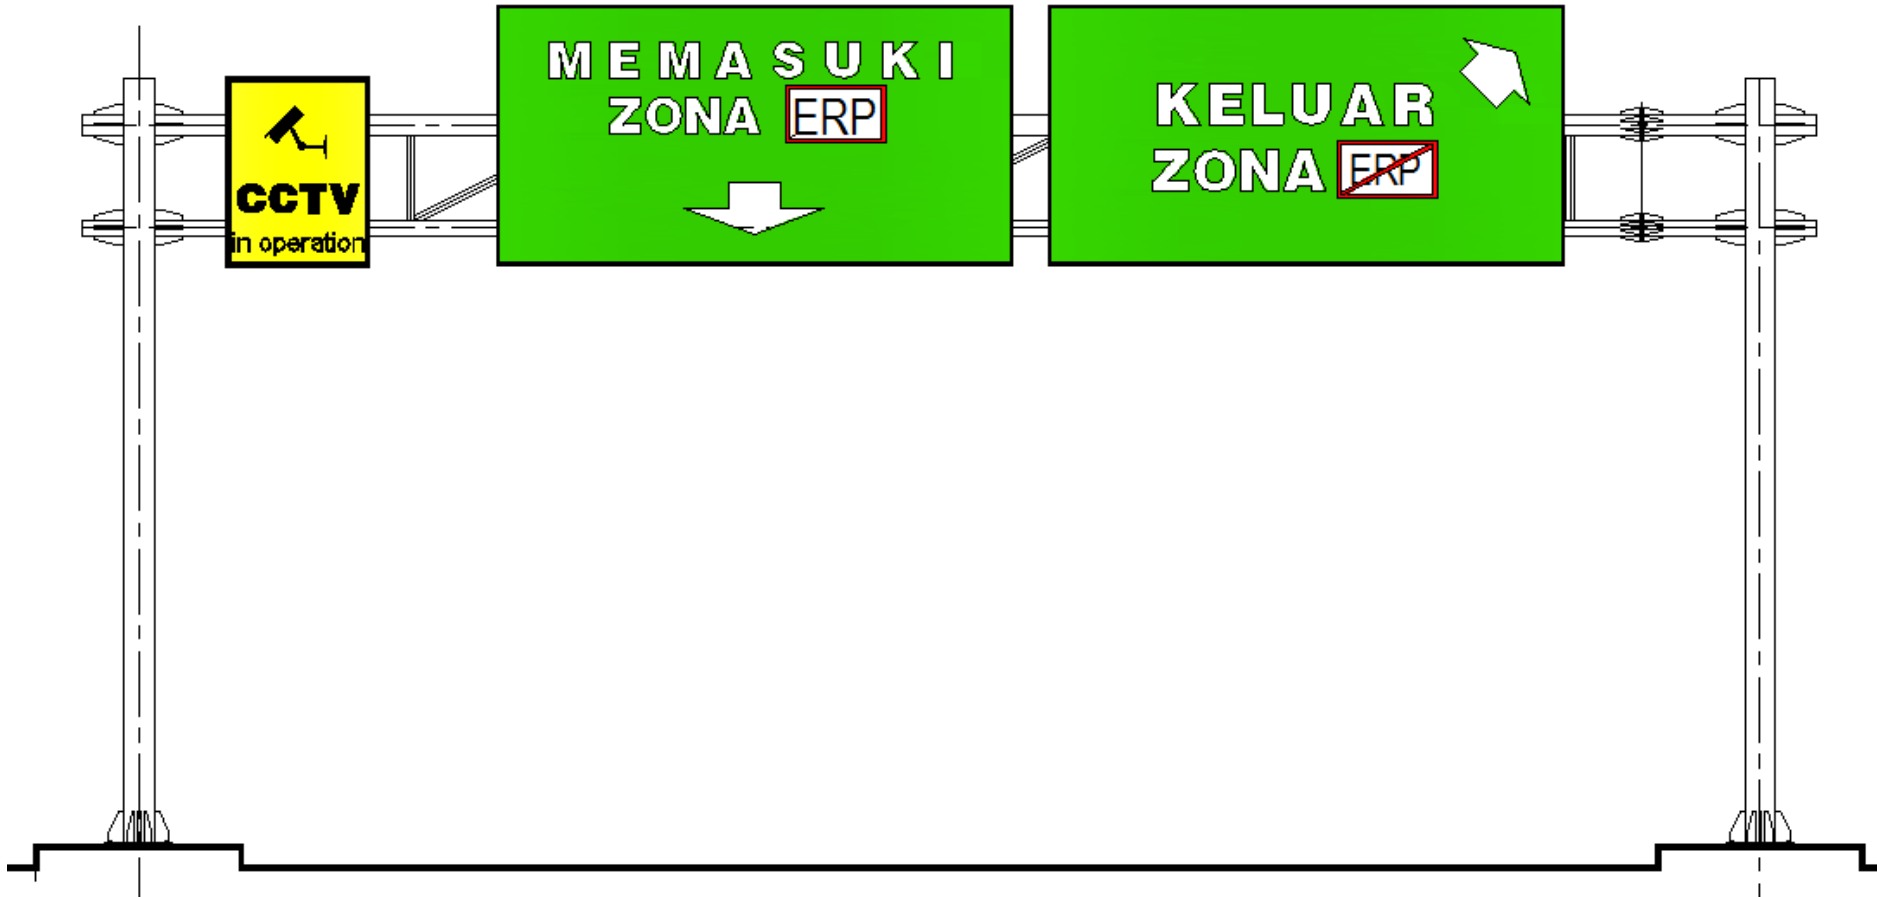 CCTV
in operation
MEMASUKI
ZONA ERP
KELUAR
ZONA ERP